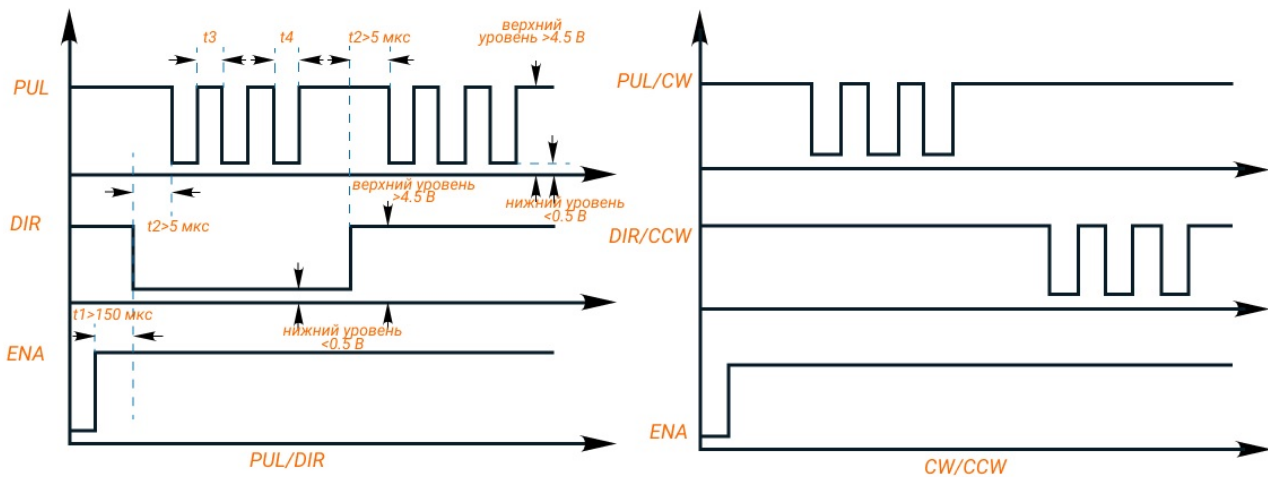 t3
t4
t2>5 мкс
верхний
уровень >4.5 В
PUL
верхний уровень
>4.5 В
нижний уровень
<0.5 В
DIR
t2>5 мкс
t1>150 мкс
нижний уровень
<0.5 В
ENA
PUL/DIR
PUL/CW
DIR/CCW
ENA
CW/CCW